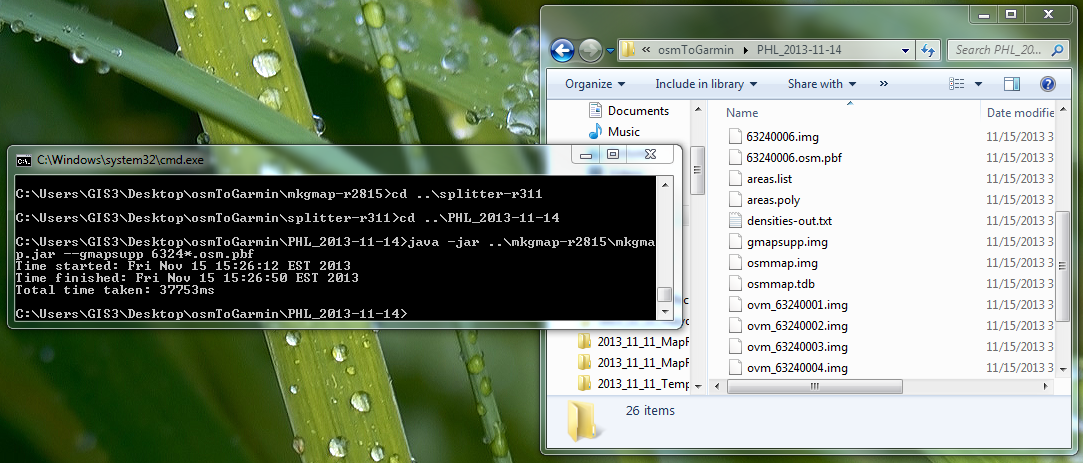 « osmToGarmin ▸ PHL_2013-11-14
Search PHL_20...
Organize
Include in library
Share with
»
Documents
Music
2013_11_11_MapF
2013_11_11_MapF
2013_11_11_Temp
Name
Date modifie
63240006.img 11/15/2013 3
63240006.osm.pbf 11/15/2013 3
areas.list 11/15/2013 3
areas.poly 11/15/2013 3
densities-out.txt 11/15/2013 3
gmapsupp.img 11/15/2013 3
osmmap.img 11/15/2013 3
osmmap.tdb 11/15/2013 3
ovm_63240001.img 11/15/2013 3
ovm_63240002.img 11/15/2013 3
ovm_63240003.img 11/15/2013 3
ovm_63240004.img 11/15/2013 3
26 items
C:\Windows\system32\cmd.exe
C:\Users\GIS3\Desktop\osmToGarmin\mkgmap-r2815>cd ..\splitter-r311
C:\Users\GIS3\Desktop\osmToGarmin\splitter-r311>cd ..\PHL_2013-11-14
C:\Users\GIS3\Desktop\osmToGarmin\PHL_2013-11-14>java -jar ..\mkgmap-r2815\mkgma
p.jar --gmapsupp 6324*.osm.pbf
Time started: Fri Nov 15 15:26:12 EST 2013
Time finished: Fri Nov 15 15:26:50 EST 2013
Total time taken: 37753ms
C:\Users\GIS3\Desktop\osmToGarmin\PHL_2013-11-14>